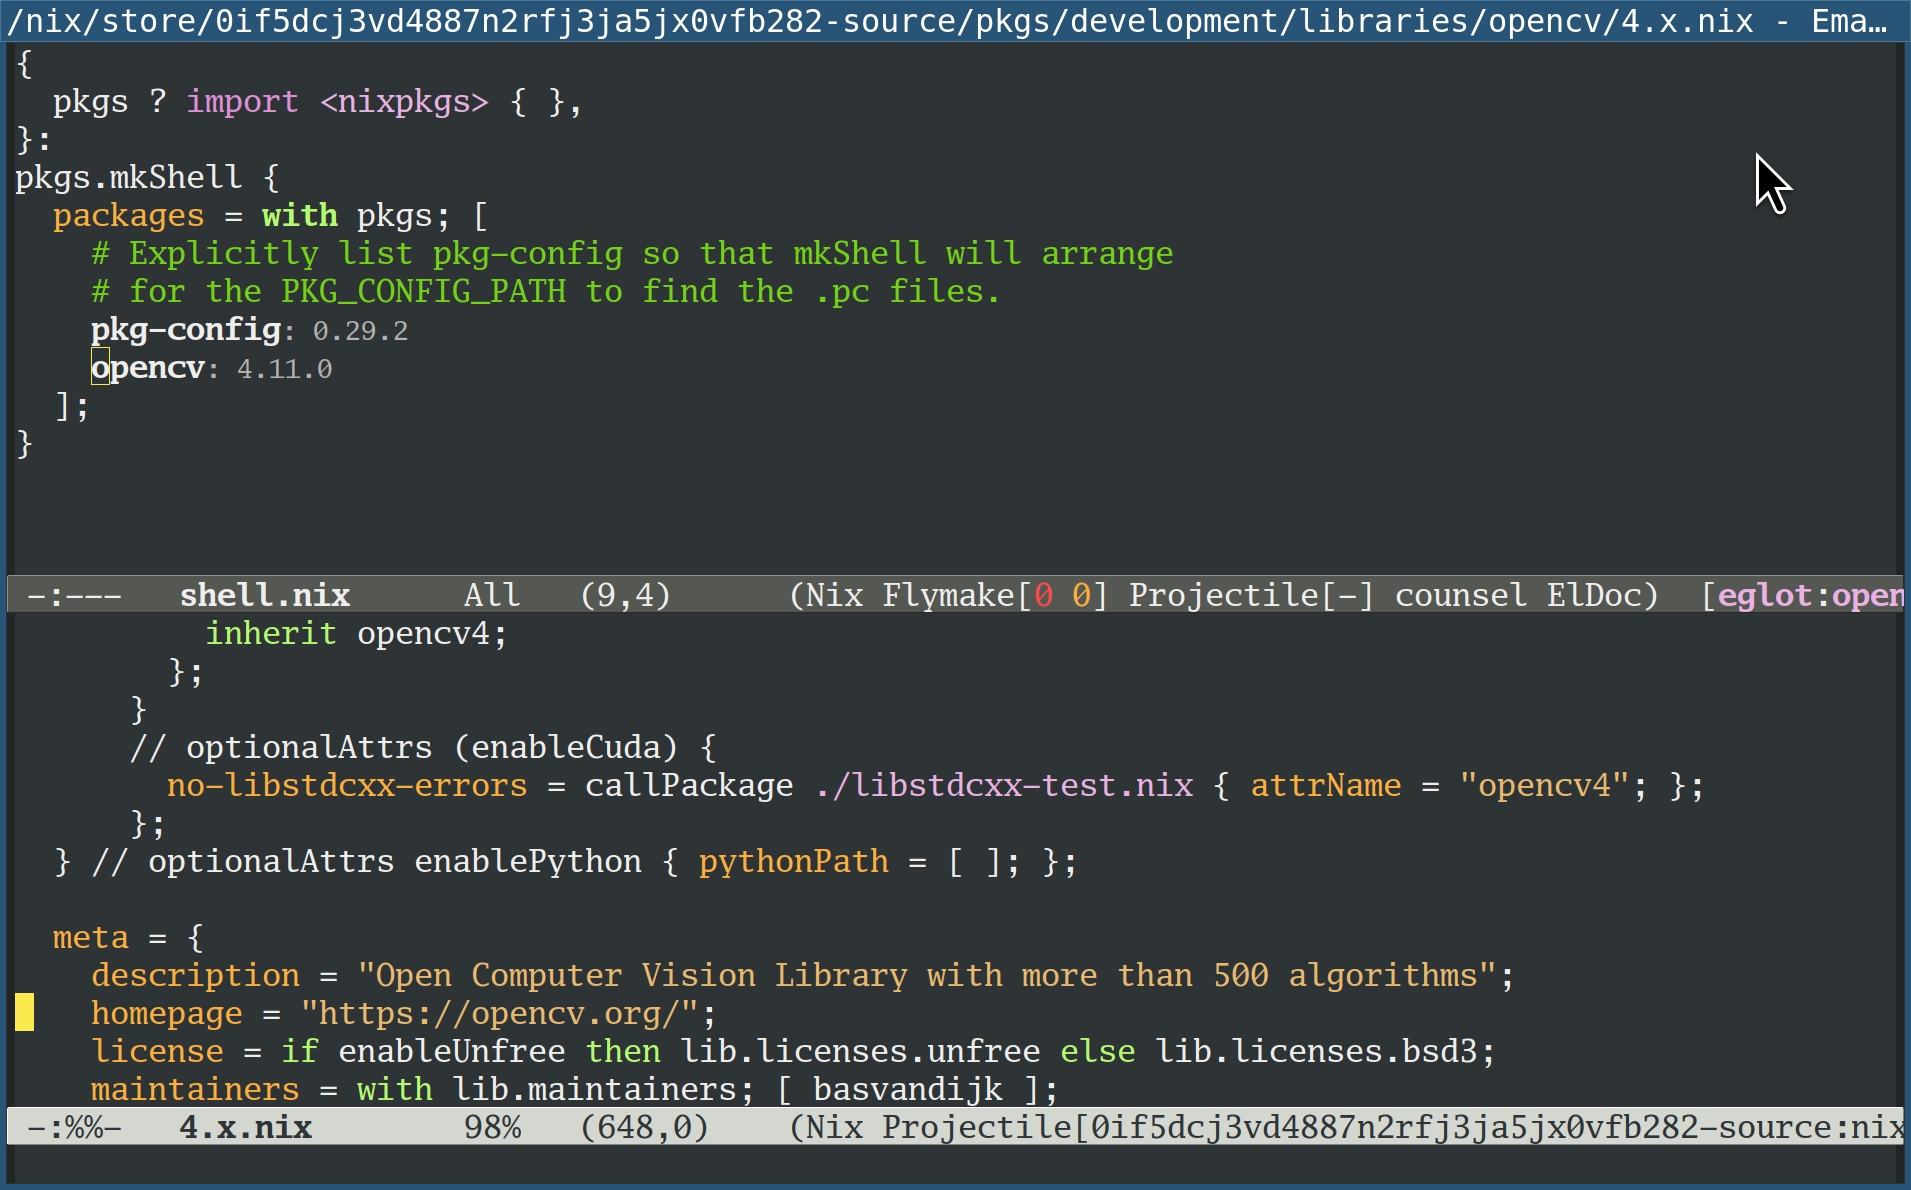 /nix/store/0if5dcj3vd4887n2rfj3ja5jx0vfb282-source/pkgs/development/libraries/opencv/4.x.nix - Ema…
{
  pkgs ? import <nixpkgs> { },
}:
pkgs.mkShell {
  packages = with pkgs; [
    # Explicitly list pkg-config so that mkShell will arrange
    # for the PKG_CONFIG_PATH to find the .pc files.
    pkg-config: 0.29.2
    opencv: 4.11.0
  ];
}
-:---   shell.nix      All   (9,4)      (Nix Flymake[0 0] Projectile[-] counsel ElDoc)  [eglot:open
          inherit opencv4;
        };
      }
      // optionalAttrs (enableCuda) {
        no-libstdcxx-errors = callPackage ./libstdcxx-test.nix { attrName = "opencv4"; };
      };
  } // optionalAttrs enablePython { pythonPath = [ ]; };
  meta = {
    description = "Open Computer Vision Library with more than 500 algorithms";
    homepage = "https://opencv.org/";
    license = if enableUnfree then lib.licenses.unfree else lib.licenses.bsd3;
    maintainers = with lib.maintainers; [ basvandijk ];
-:%%-   4.x.nix        98%   (648,0)    (Nix Projectile[0if5dcj3vd4887n2rfj3ja5jx0vfb282-source:nix